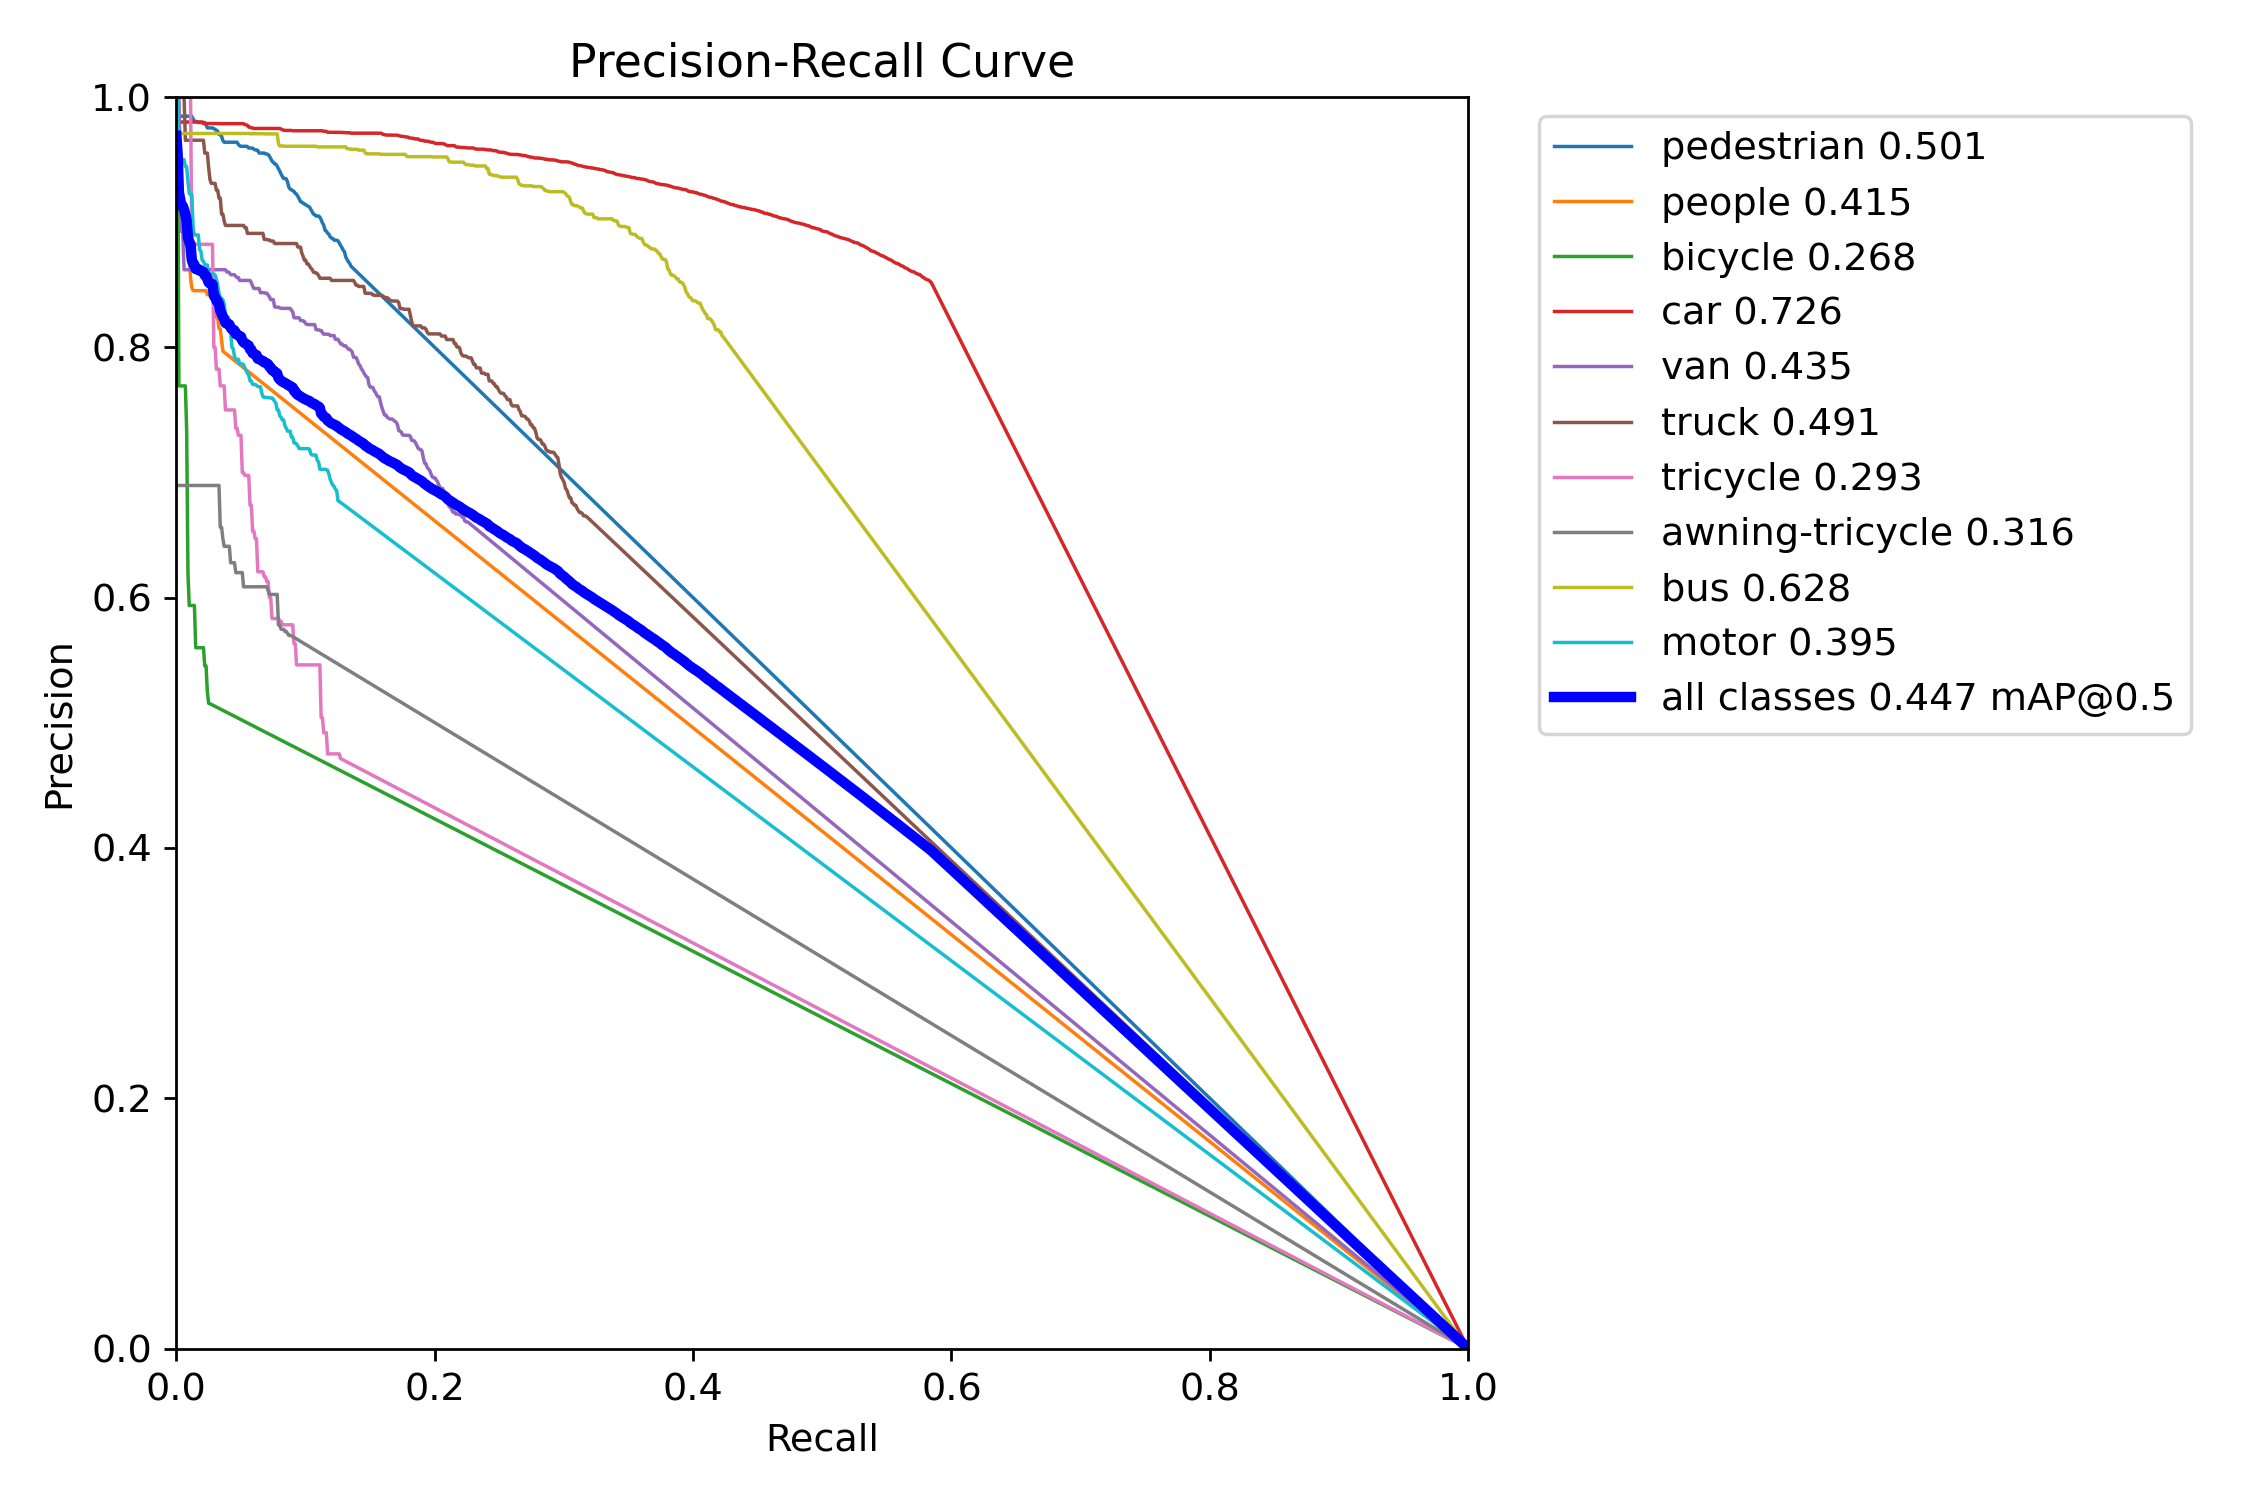 Precision-Recall Curve
1.0
0.8
0.6
0.4
0.2
0.0
Precision
0.0 0.2 0.4 0.6 0.8 1.0
Recall
pedestrian 0.501
people 0.415
bicycle 0.268
car 0.726
van 0.435
truck 0.491
tricycle 0.293
awning-tricycle 0.316
bus 0.628
motor 0.395
all classes 0.447 mAP@0.5